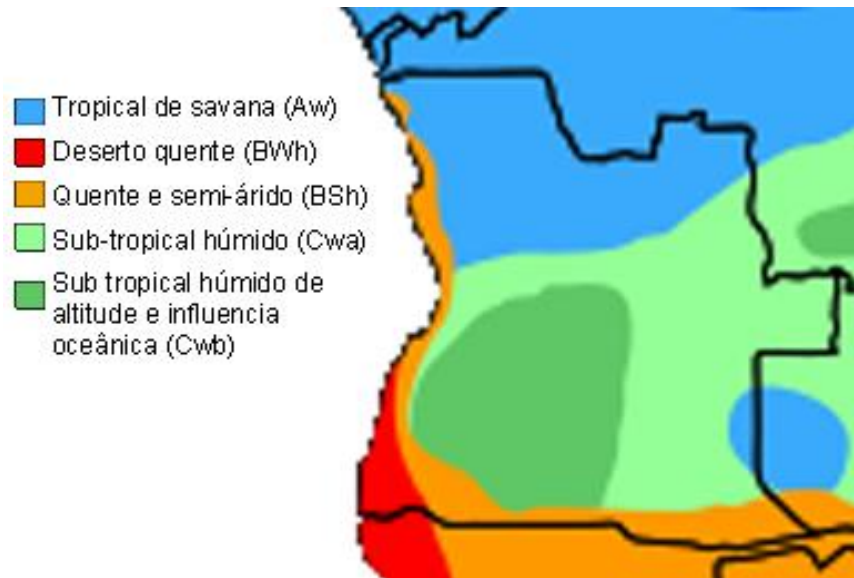 Tropical de savana (Aw)
Deserto quente (BWh)
Quente e semi-árido (BSh)
Sub-tropical húmido (Cwa)
Sub tropical húmido de
altitude e influencia
oceânica (Cwb)